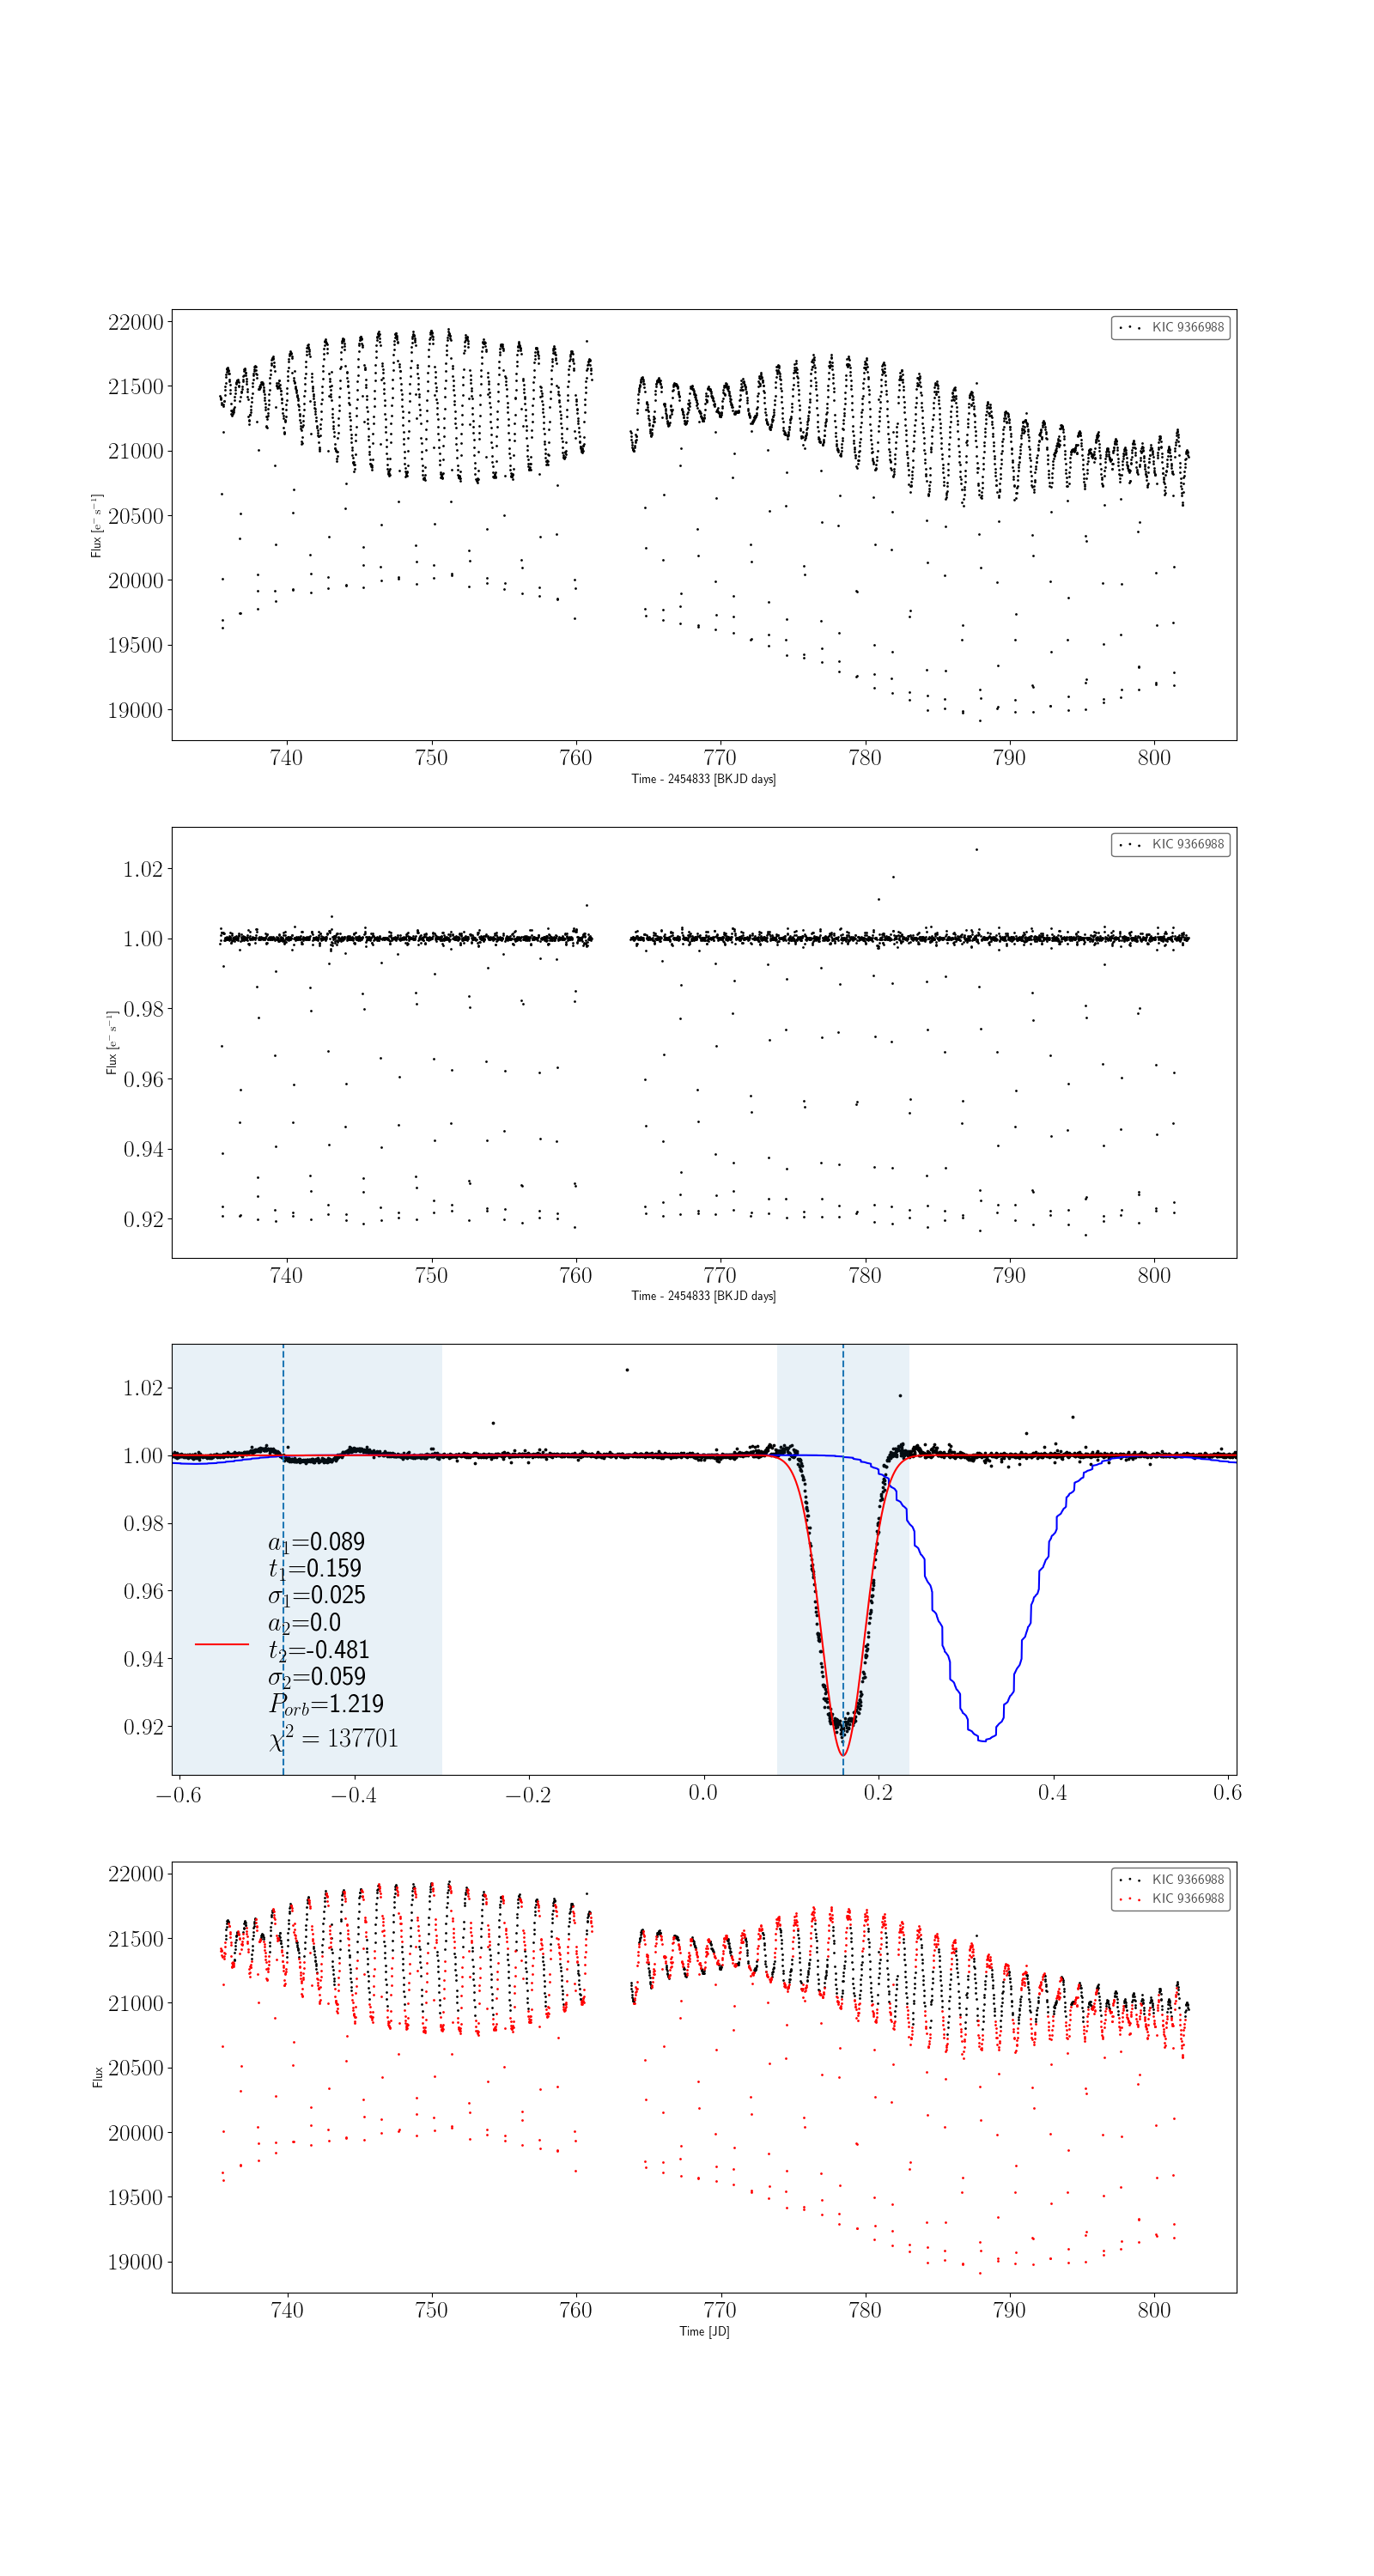 KIC 9366988
22000
21500
21000
20500
20000
19500
19000
Flux [e⁻ s⁻¹]
740 750 760 770 780 790 800
Time - 2454833 [BKJD days]
KIC 9366988
1.02
1.00
0.98
0.96
0.94
0.92
Flux [e⁻ s⁻¹]
740 750 760 770 780 790 800
Time - 2454833 [BKJD days]
1.02
1.00
0.98
0.96
0.94
0.92
a₁=0.089
t₁=0.159
σ₁=0.025
a₂=0.0
t₂=-0.481
σ₂=0.059
P_orb=1.219
χ² = 137701
−0.6 −0.4 −0.2 0.0 0.2 0.4 0.6
KIC 9366988
KIC 9366988
22000
21500
21000
20500
20000
19500
19000
Flux
740 750 760 770 780 790 800
Time [JD]